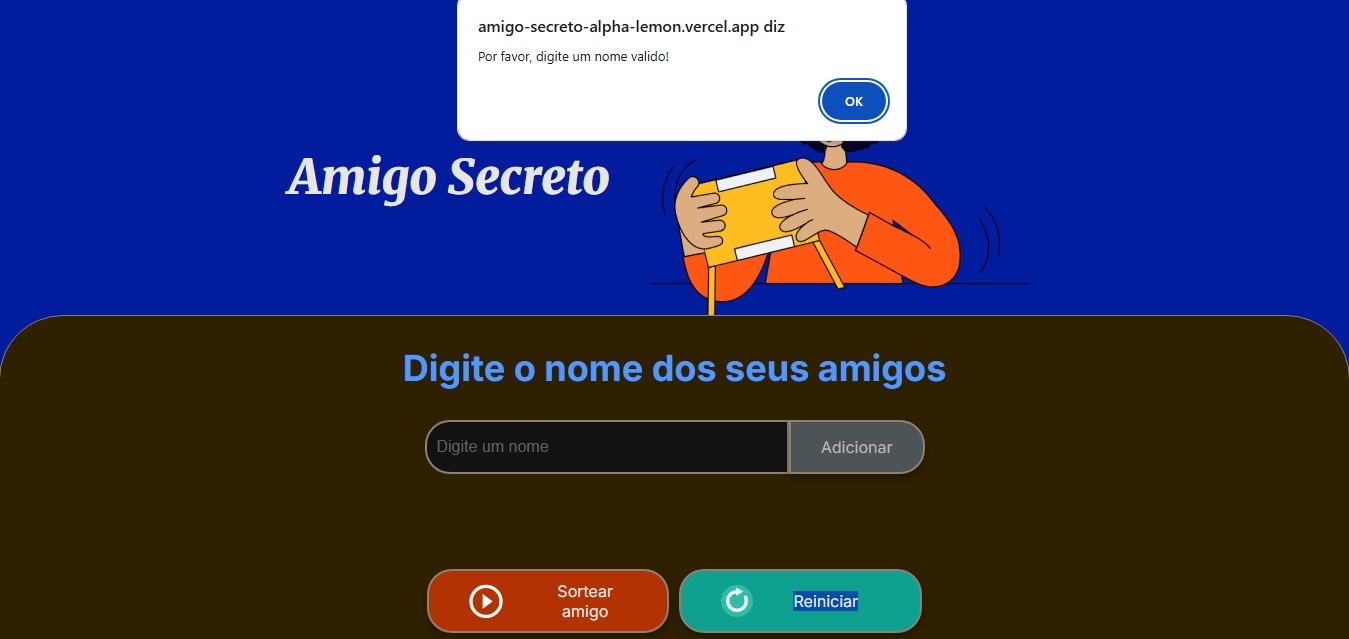 amigo-secreto-alpha-lemon.vercel.app diz
Por favor, digite um nome valido!
OK
Amigo Secreto
Digite o nome dos seus amigos
Digite um nome
Adicionar
Sortear
amigo
Reiniciar